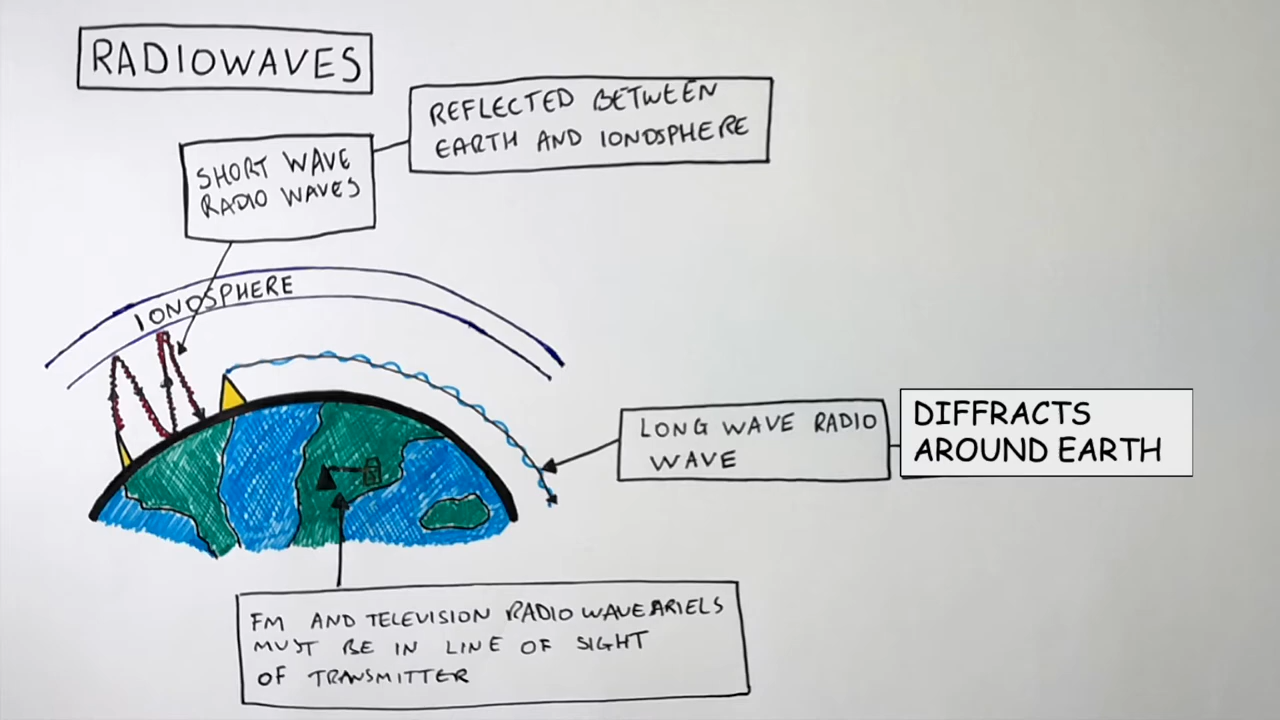 RADIOWAVES
REFLECTED BETWEEN
EARTH AND IONOSPHERE
SHORT WAVE
RADIO WAVES
IONOSPHERE
LONG WAVE RADIO
WAVE
DIFFRACTS
AROUND EARTH
FM AND TELEVISION RADIO WAVE ARIELS
MUST BE IN LINE OF SIGHT
OF TRANSMITTER